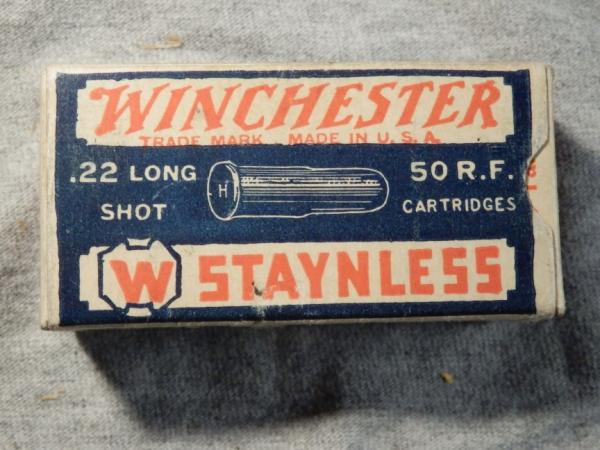 WINCHESTER
TRADE MARK. MADE IN U.S.A.
.22 LONG
SHOT
H
50 R.F.
CARTRIDGES
W STAYNLESS